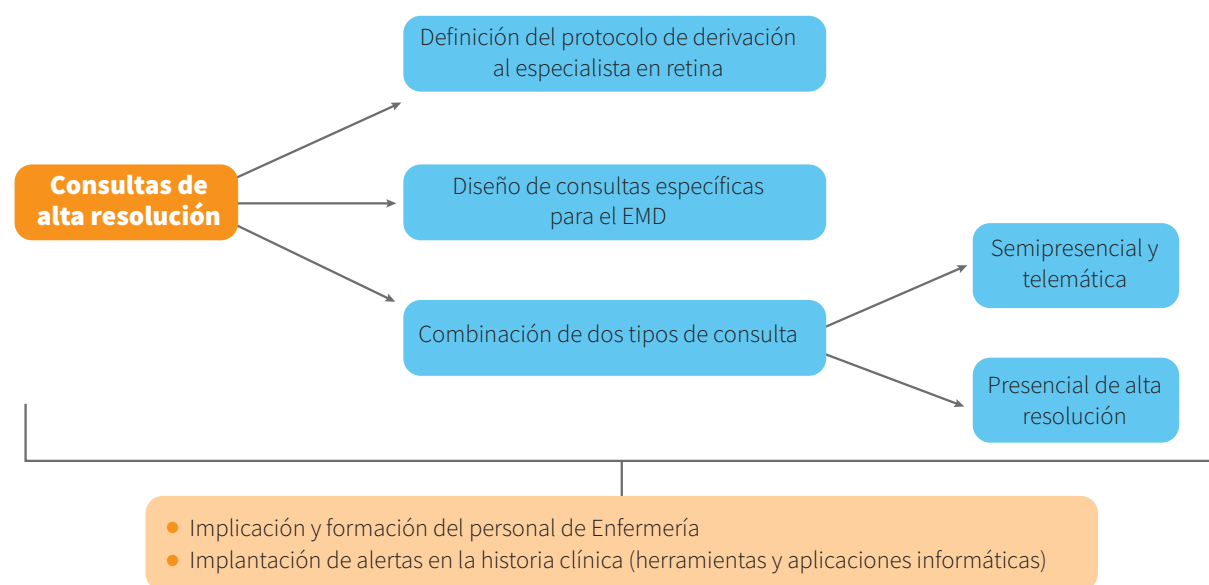 Consultas de
alta resolución
Definición del protocolo de derivación
al especialista en retina
Diseño de consultas específicas
para el EMD
Combinación de dos tipos de consulta
Semipresencial y
telemática
Presencial de alta
resolución
Implicación y formación del personal de Enfermería
Implantación de alertas en la historia clínica (herramientas y aplicaciones informáticas)